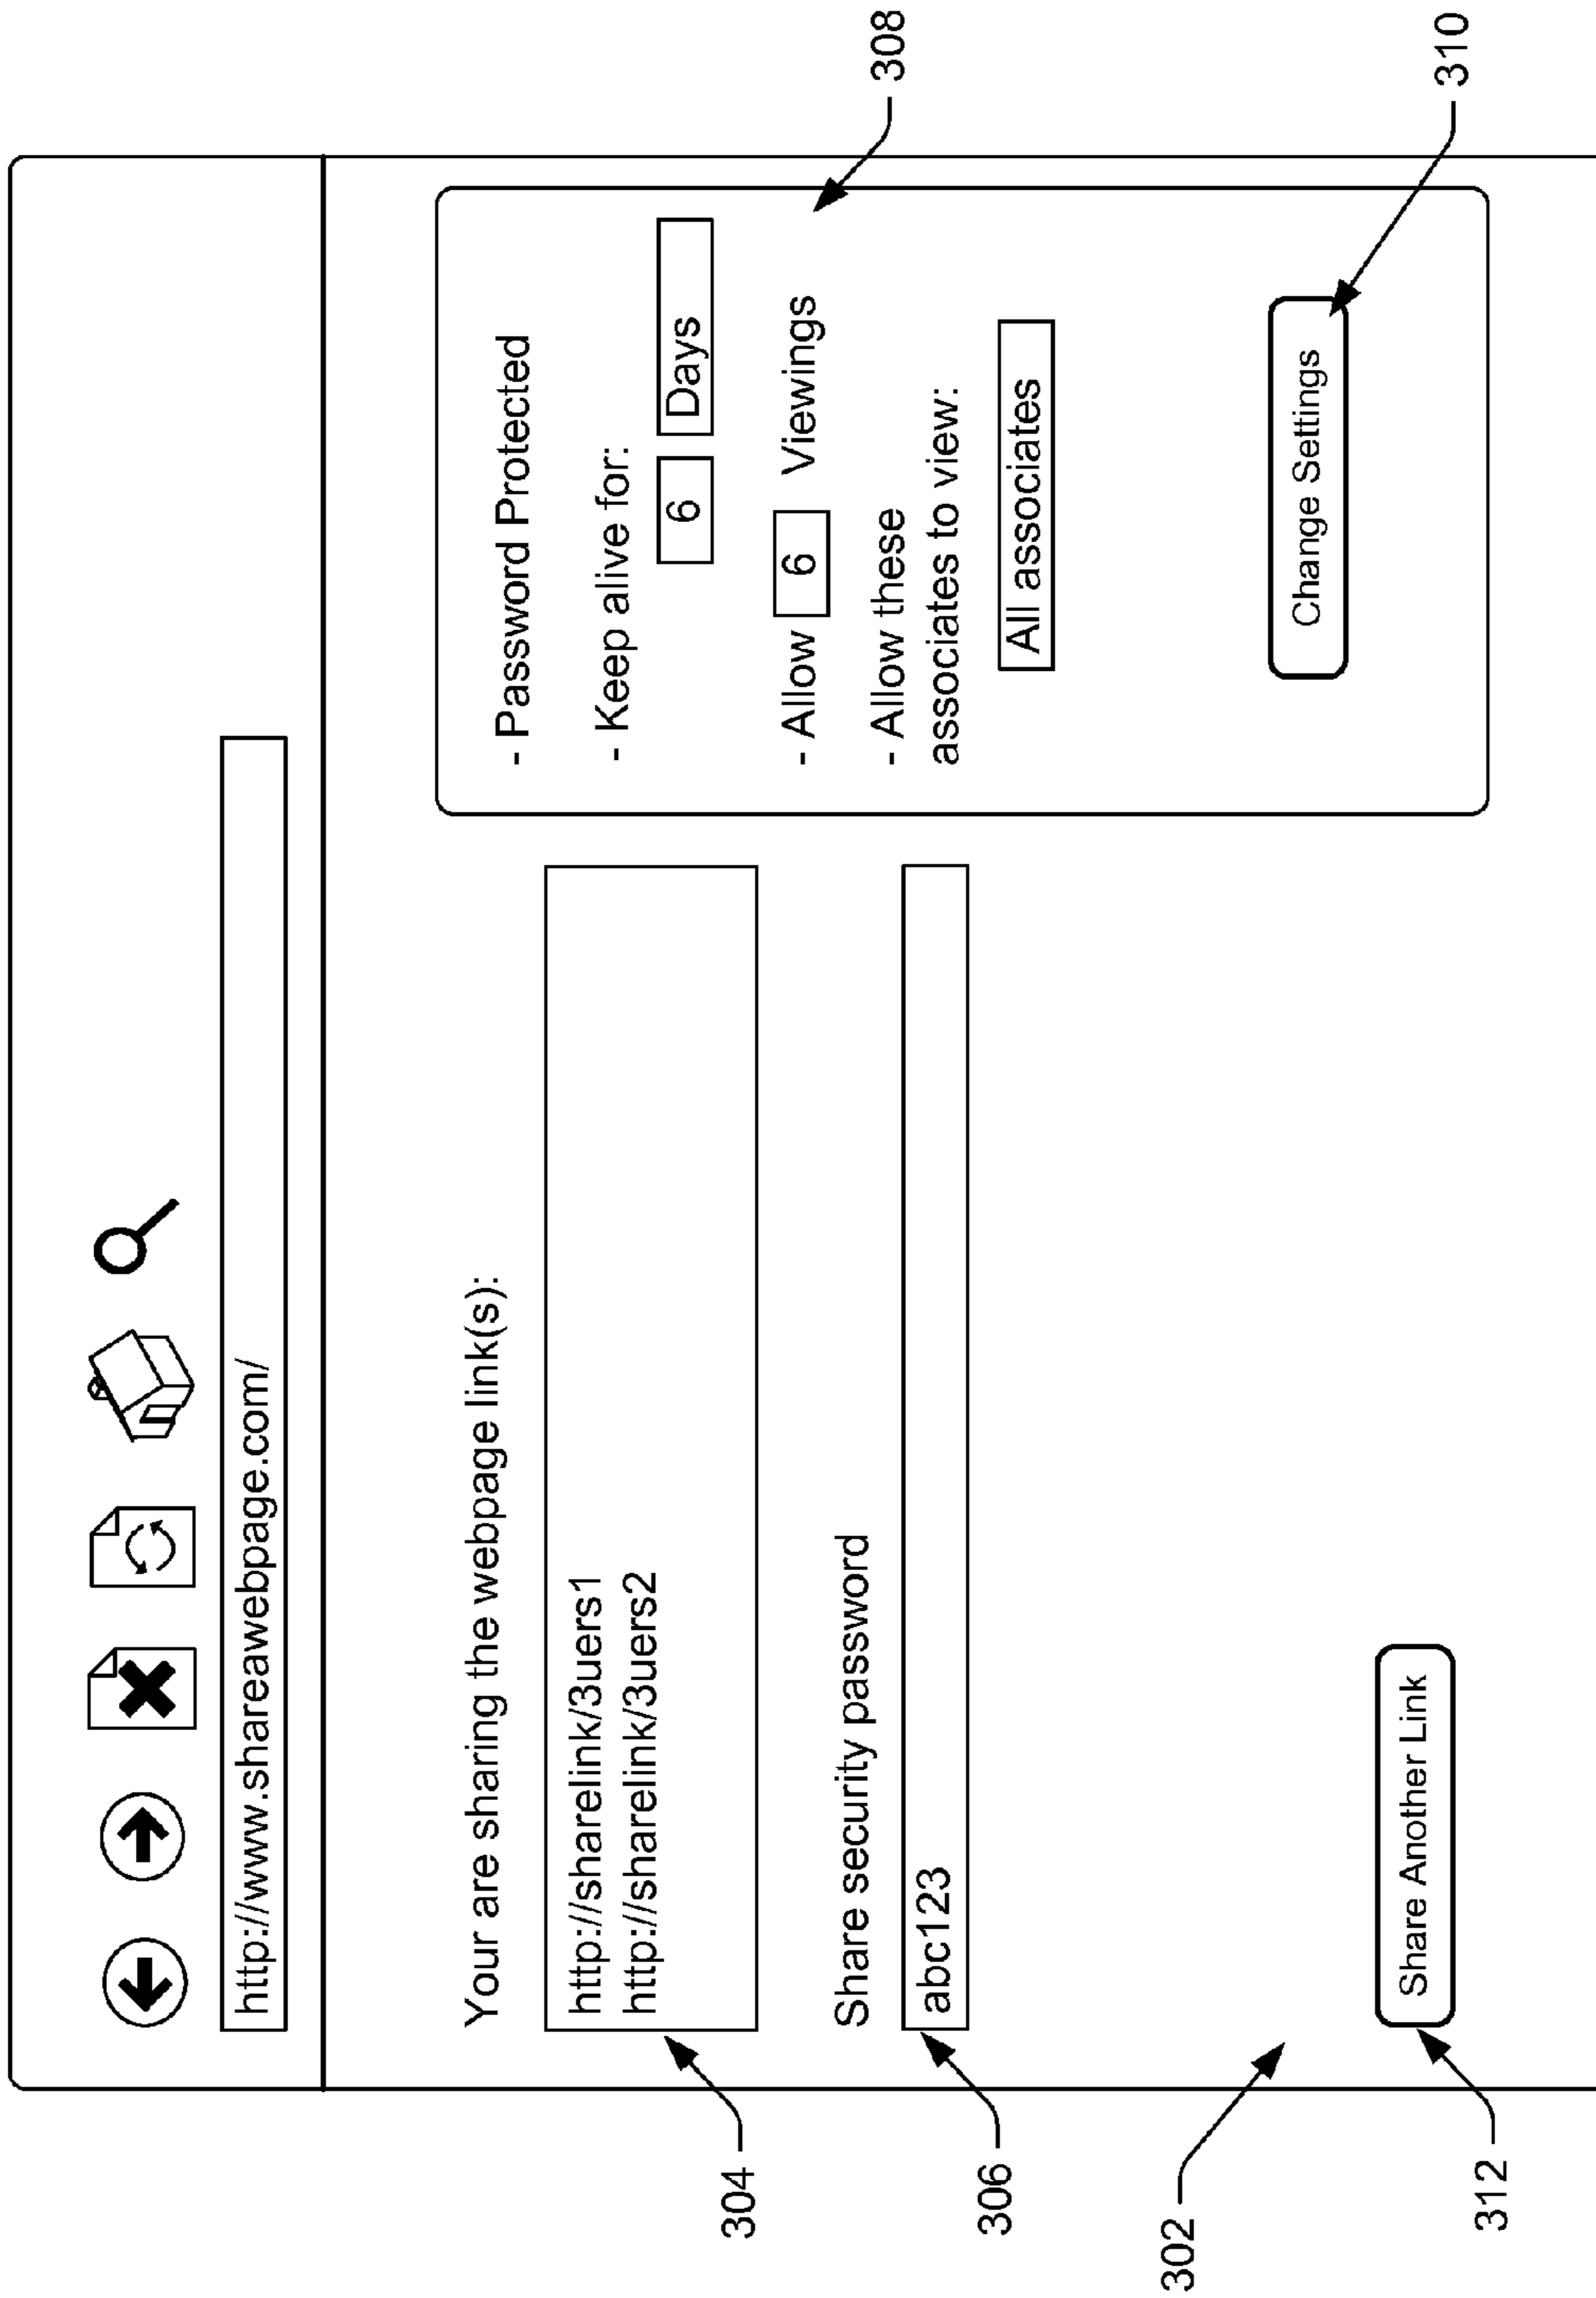 http://www.shareawebpage.com/
Your are sharing the webpage link(s):
304
http://sharelink/3uers1
http://sharelink/3uers2
Share security password
306
abc123
302
312
Share Another Link
- Password Protected
- Keep alive for:
6 Days
- Allow 6 Viewings
308
- Allow these
associates to view:
All associates
Change Settings
310